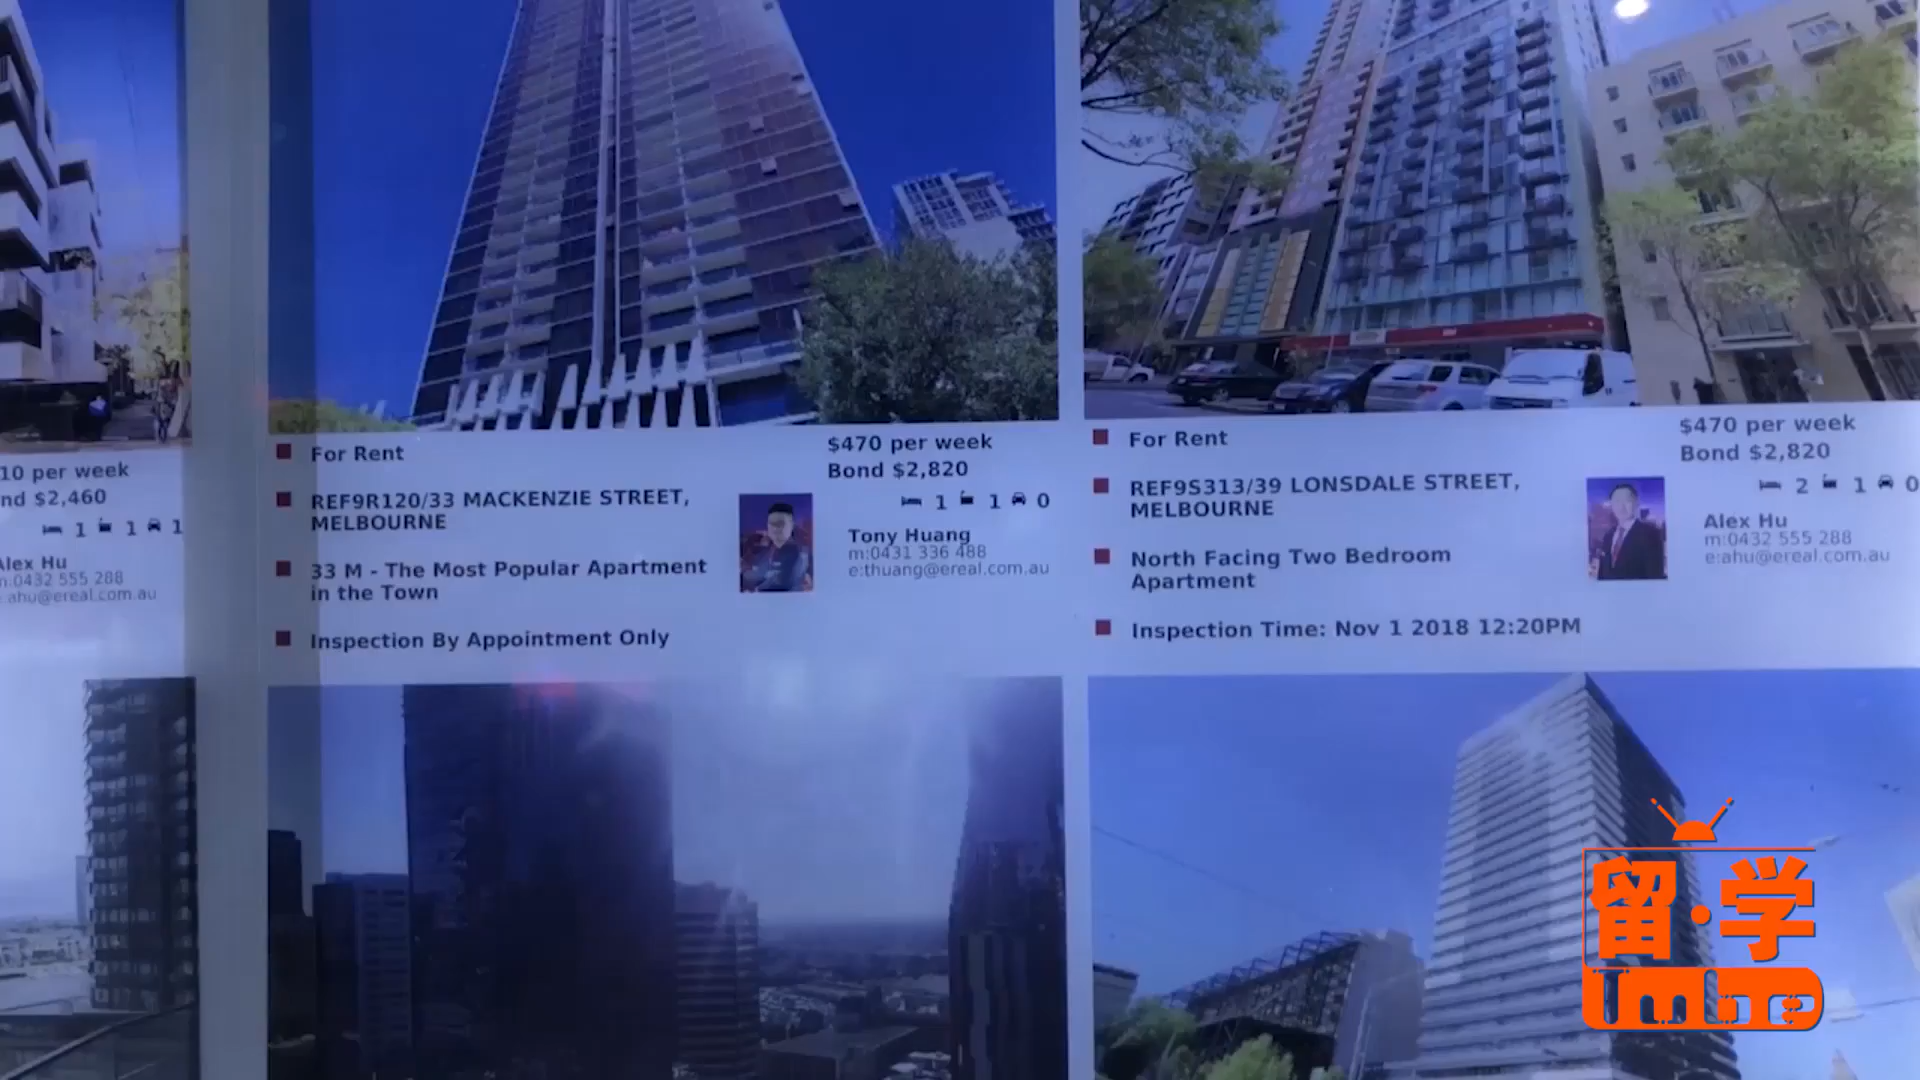 10 per week
nd $2,460
1 1 1
Alex Hu
m:0432 555 288
ahu@ereal.com.au
For Rent
$470 per week
Bond $2,820
REF9R120/33 MACKENZIE STREET,
MELBOURNE
1 1 0
Tony Huang
m:0431 336 488
e:thuang@ereal.com.au
33 M - The Most Popular Apartment
in the Town
Inspection By Appointment Only
For Rent
$470 per week
Bond $2,820
REF9S313/39 LONSDALE STREET,
MELBOURNE
2 1 0
Alex Hu
m:0432 555 288
e:ahu@ereal.com.au
North Facing Two Bedroom
Apartment
Inspection Time: Nov 1 2018 12:20PM
留·学
Tube